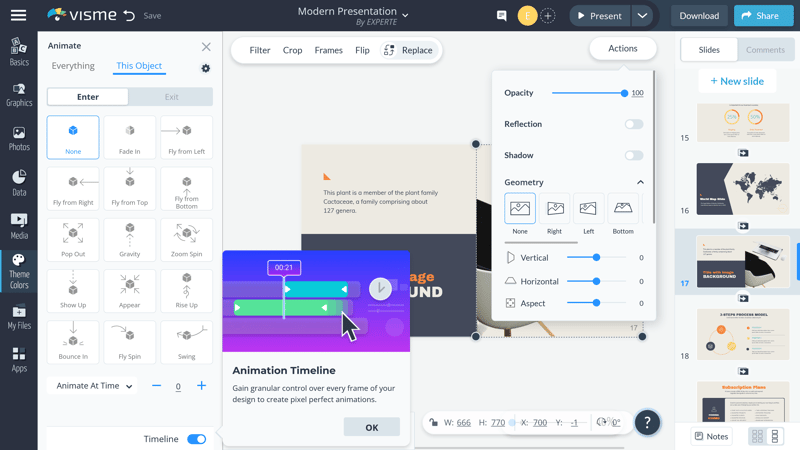 visme
Save
Modern Presentation
By EXPERTE
E
Present
Download
Share
Basics
Graphics
Photos
Data
Media
Theme
Colors
My Files
Apps
Animate
Everything
This Object
Enter
Exit
None
Fade In
Fly from Left
Fly from Right
Fly from Top
Fly from
Bottom
Pop Out
Gravity
Zoom Spin
Show Up
Appear
Rise Up
Bounce In
Fly Spin
Swing
Animate At Time
0
Timeline
Filter
Crop
Frames
Flip
Replace
Actions
Opacity
100
Reflection
Shadow
Geometry
None
Right
Left
Bottom
Vertical
0
Horizontal
0
Aspect
0
This plant is a member of the plant family
Cactaceae, a family comprising about
127 genera.
17
00:21
Animation Timeline
Gain granular control over every frame of your
design to create pixel perfect animations.
OK
W: 666
H: 770
X: 700
Y: -1
0°
?
Slides
Comments
+ New slide
15
16
World Map Slide
17
Title with Image
BACKGROUND
18
3-STEPS PROCESS MODEL
Subscription Plans
Notes